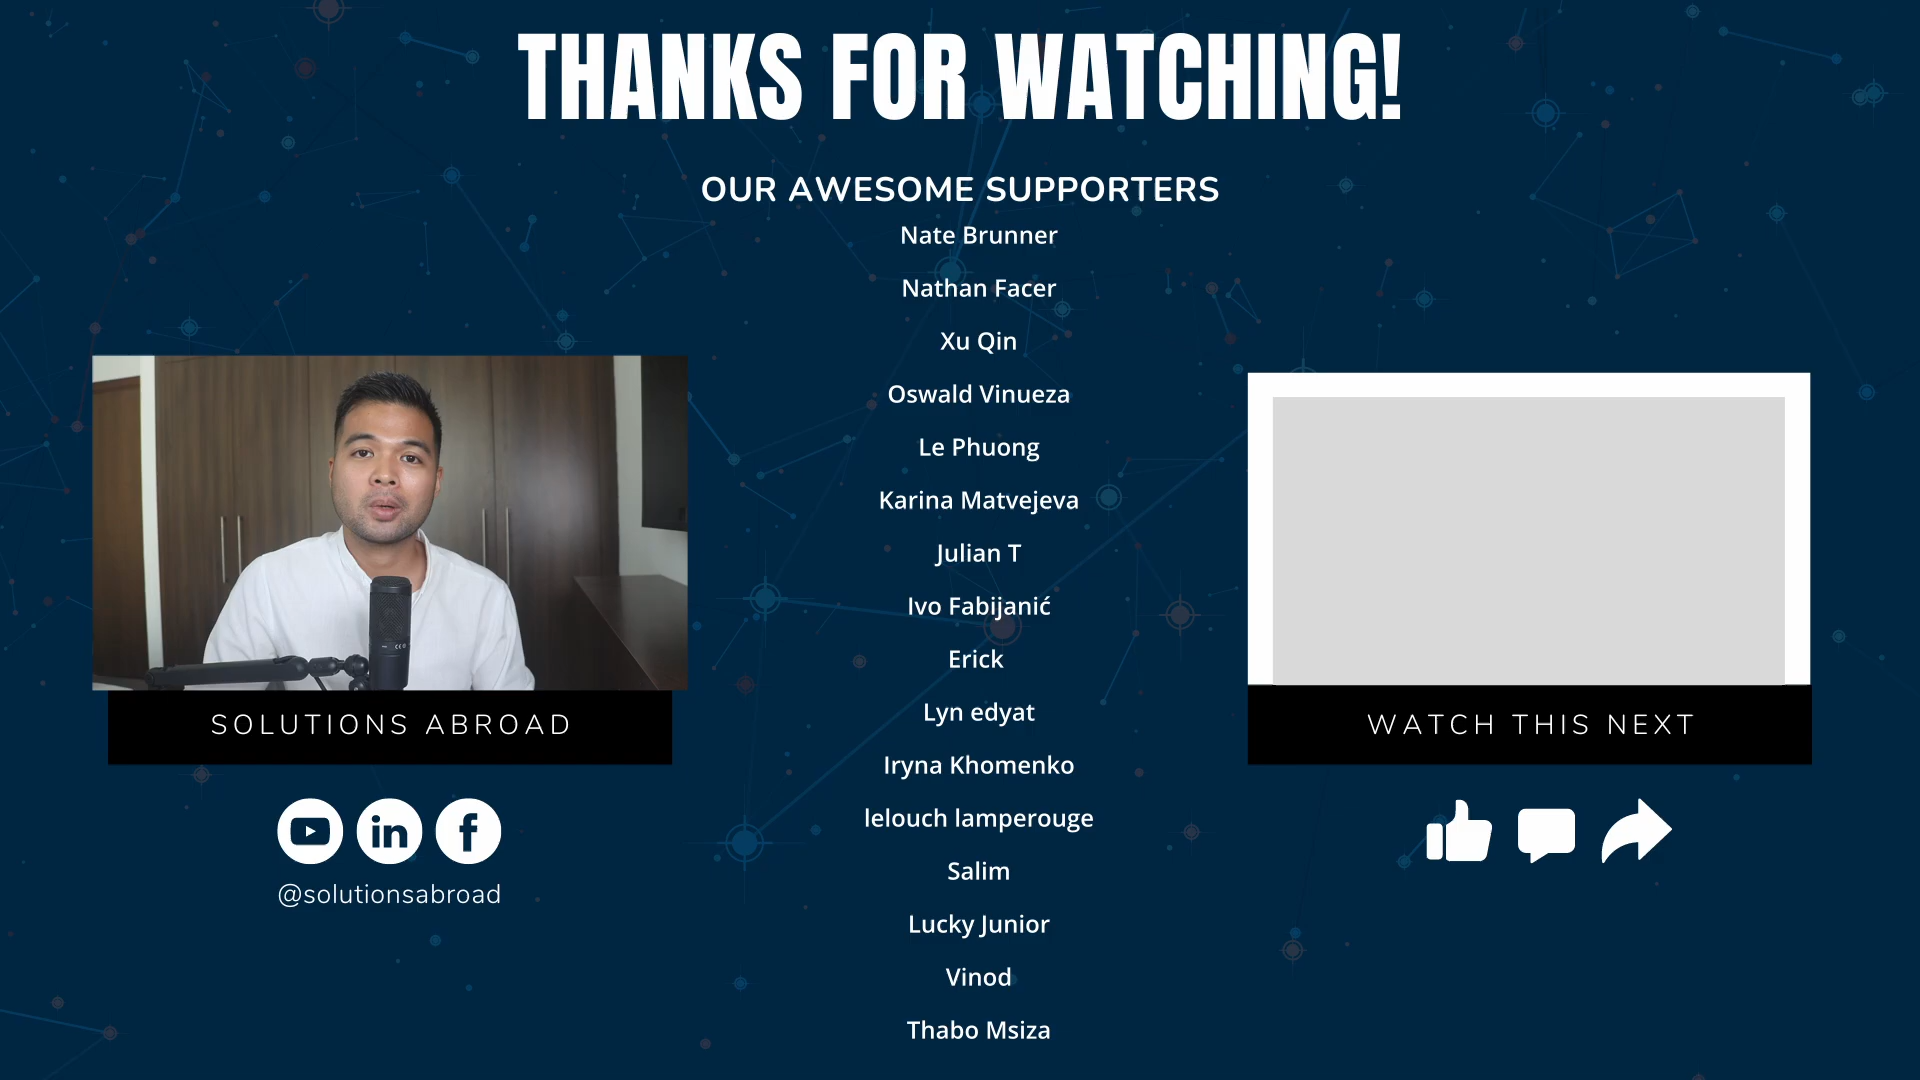 THANKS FOR WATCHING!
OUR AWESOME SUPPORTERS
Nate Brunner
Nathan Facer
Xu Qin
Oswald Vinueza
Le Phuong
Karina Matvejeva
Julian T
Ivo Fabijanić
Erick
Lyn edyat
Iryna Khomenko
lelouch lamperouge
Salim
Lucky Junior
Vinod
Thabo Msiza
SOLUTIONS ABROAD
@solutionsabroad
WATCH THIS NEXT